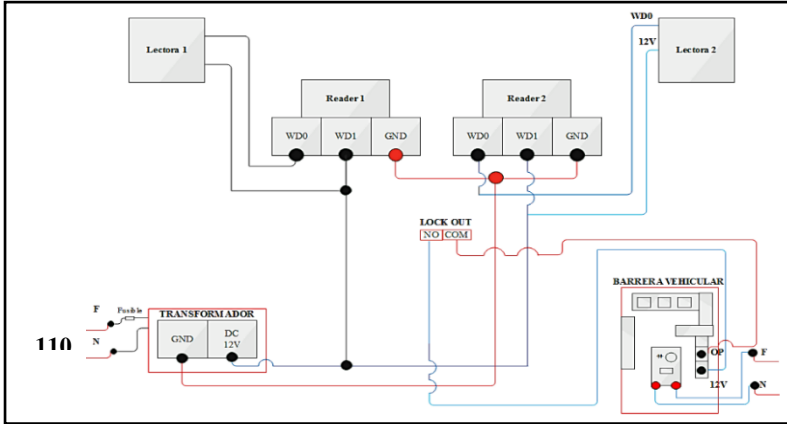 WD0
12V
Lectora 1
Lectora 2
Reader 1
Reader 2
WD0 WD1 GND
WD0 WD1 GND
LOCK OUT
NO COM
BARRERA VEHICULAR
F Fusible
TRANSFORMADOR
110
N
GND
DC
12V
OP F
12V N